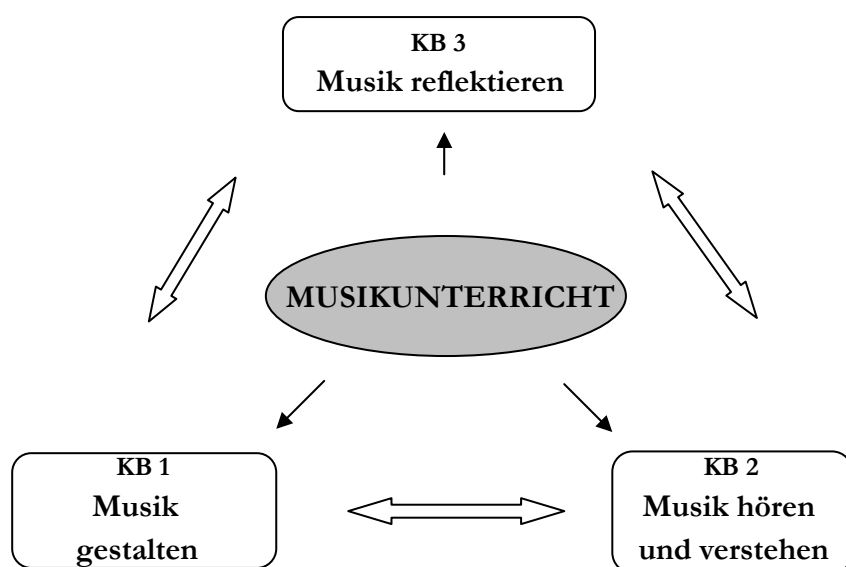 KB 3
Musik reflektieren
MUSIKUNTERRICHT
KB 1
Musik
gestalten
KB 2
Musik hören
und verstehen